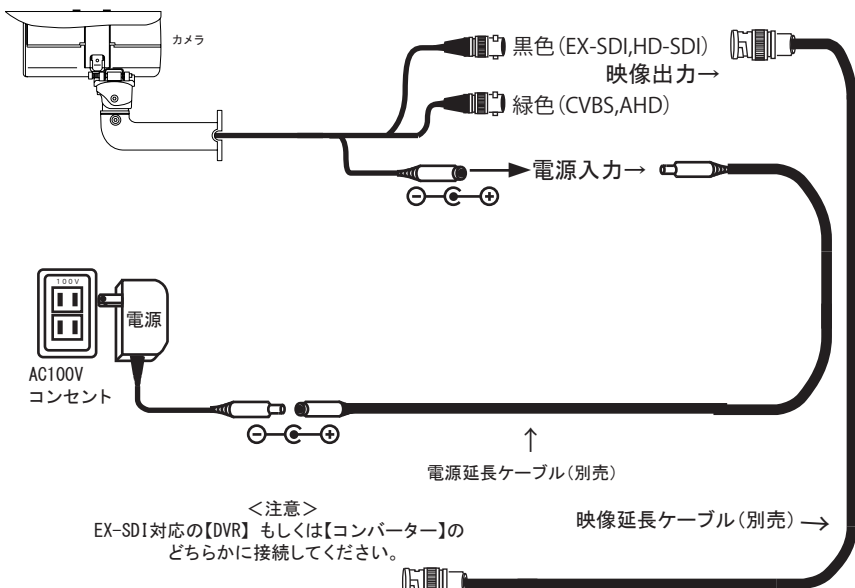 カメラ
黒色(EX-SDI,HD-SDI)
映像出力→
緑色(CVBS,AHD)
電源入力→
100V
電源
AC100V
コンセント
電源延長ケーブル(別売)
<注意>
EX-SDI対応の【DVR】もしくは【コンバーター】の
どちらかに接続してください。
映像延長ケーブル(別売)